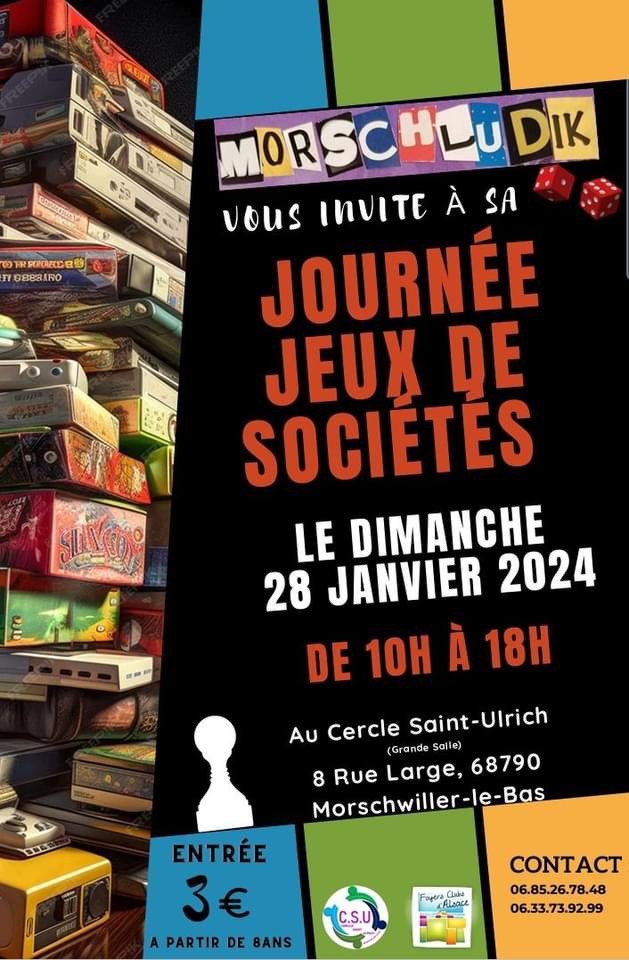 MORSCHLUDIK
VOUS INVITE À SA
JOURNÉE
JEUX DE
SOCIÉTÉS
LE DIMANCHE
28 JANVIER 2024
DE 10H À 18H
Au Cercle Saint-Ulrich
(Grande Salle)
8 Rue Large, 68790
Morschwiller-le-Bas
ENTRÉE
3€
A PARTIR DE 8ANS
C.S.U
Foyers Clubs
d'Alsace
CONTACT
06.85.26.78.48
06.33.73.92.99